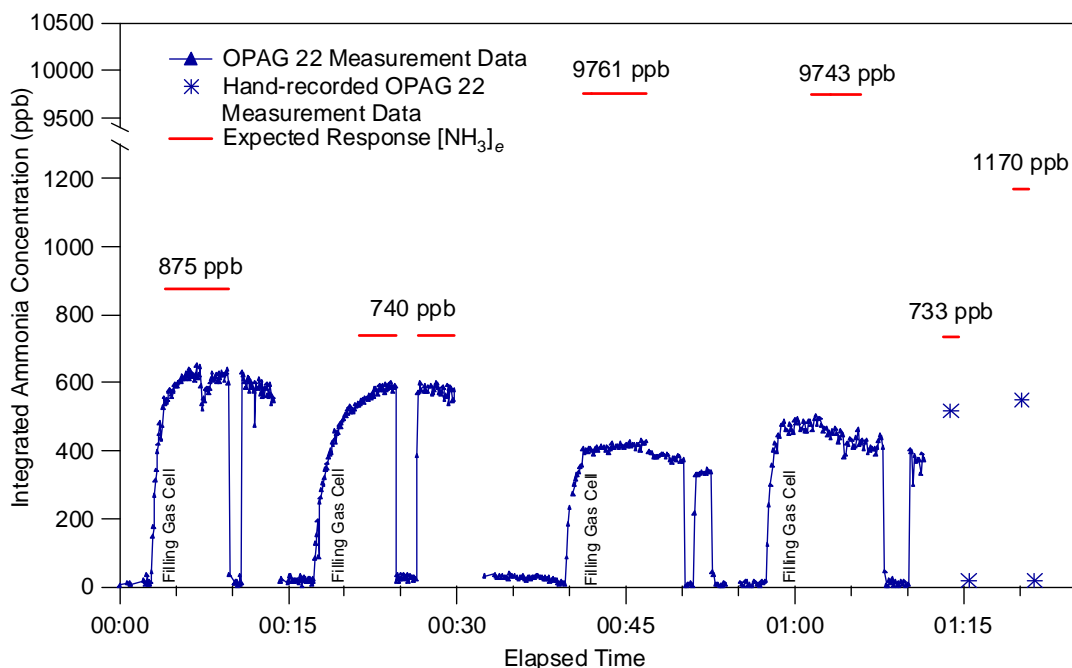 10500
10000
9500
1200
1000
800
600
400
200
0
Integrated Ammonia Concentration (ppb)
OPAG 22 Measurement Data
Hand-recorded OPAG 22
Measurement Data
Expected Response [NH3]e
9761 ppb
9743 ppb
1170 ppb
875 ppb
740 ppb
733 ppb
Filling Gas Cell
Filling Gas Cell
Filling Gas Cell
Filling Gas Cell
00:00
00:15
00:30
00:45
01:00
01:15
Elapsed Time